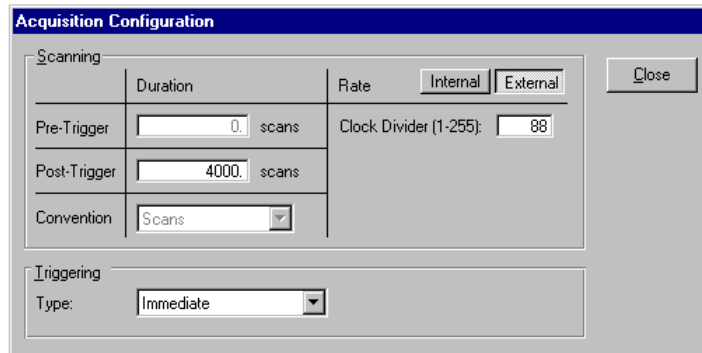 Acquisition Configuration
Scanning
Duration
Rate
Internal
External
Close
Pre-Trigger
0.
scans
Clock Divider (1-255):
88
Post-Trigger
4000.
scans
Convention
Scans
Triggering
Type:
Immediate